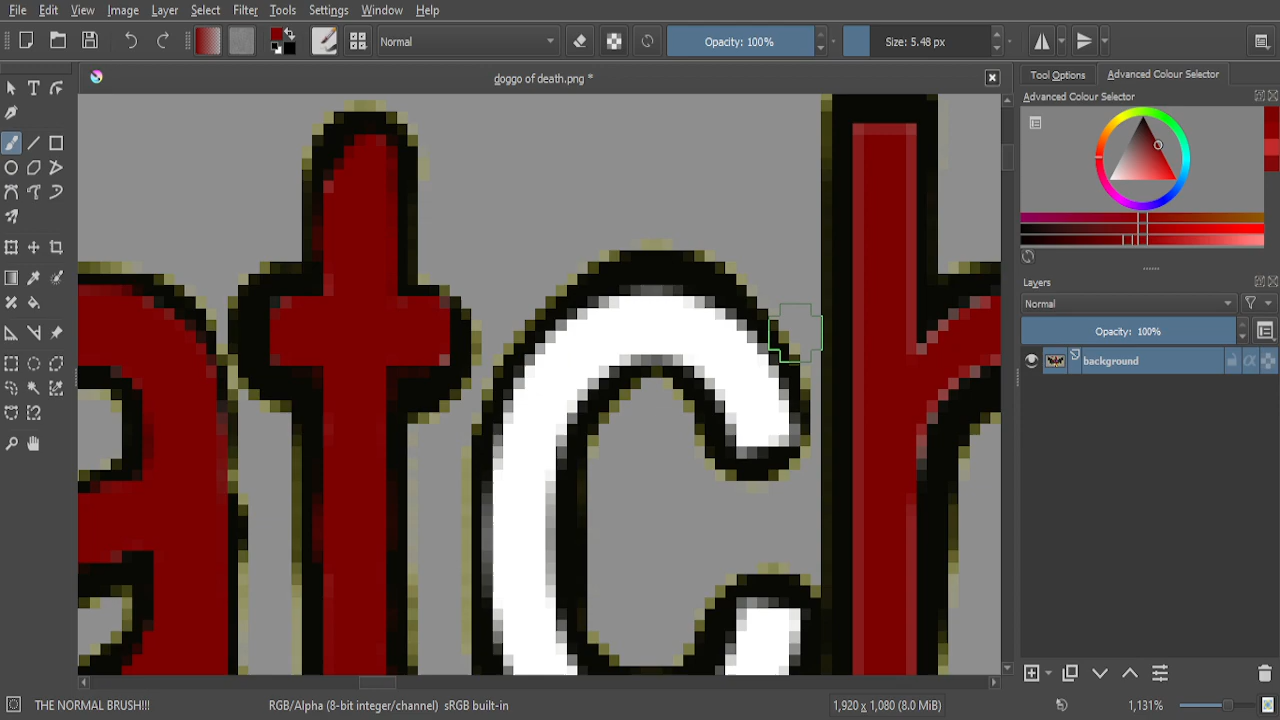 File Edit View Image Layer Select Filter Tools Settings Window Help
Normal Opacity: 100% Size: 5.48 px
doggo of death.png *
Tool Options Advanced Colour Selector
Advanced Colour Selector
Layers
Normal
Opacity: 100%
background
atch
THE NORMAL BRUSH!!! RGB/Alpha (8-bit integer/channel) sRGB built-in 1,920 x 1,080 (8.0 MiB) 1,131%